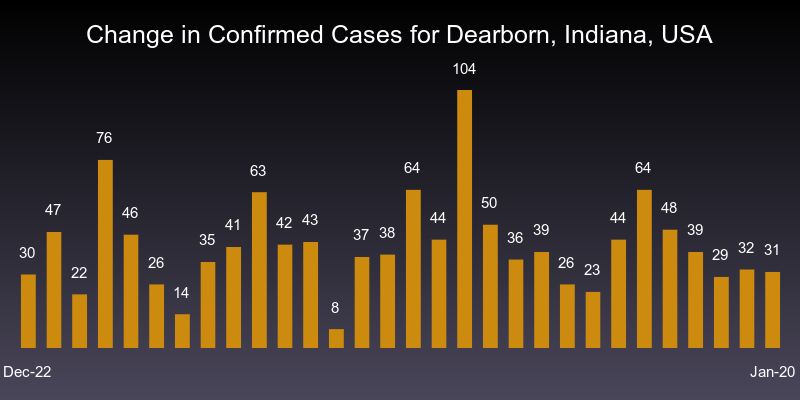 Change in Confirmed Cases for Dearborn, Indiana, USA
30 47 22 76 46 26 14 35 41 63 42 43 8 37 38 64 44 104 50 36 39 26 23 44 64 48 39 29 32 31
Dec-22 Jan-20